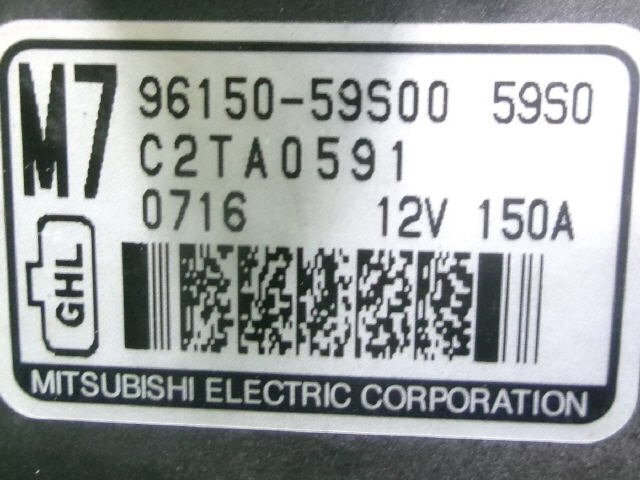 M7 96150-59S00 59S0
C2TA0591
0716 12V 150A
GHL
MITSUBISHI ELECTRIC CORPORATION